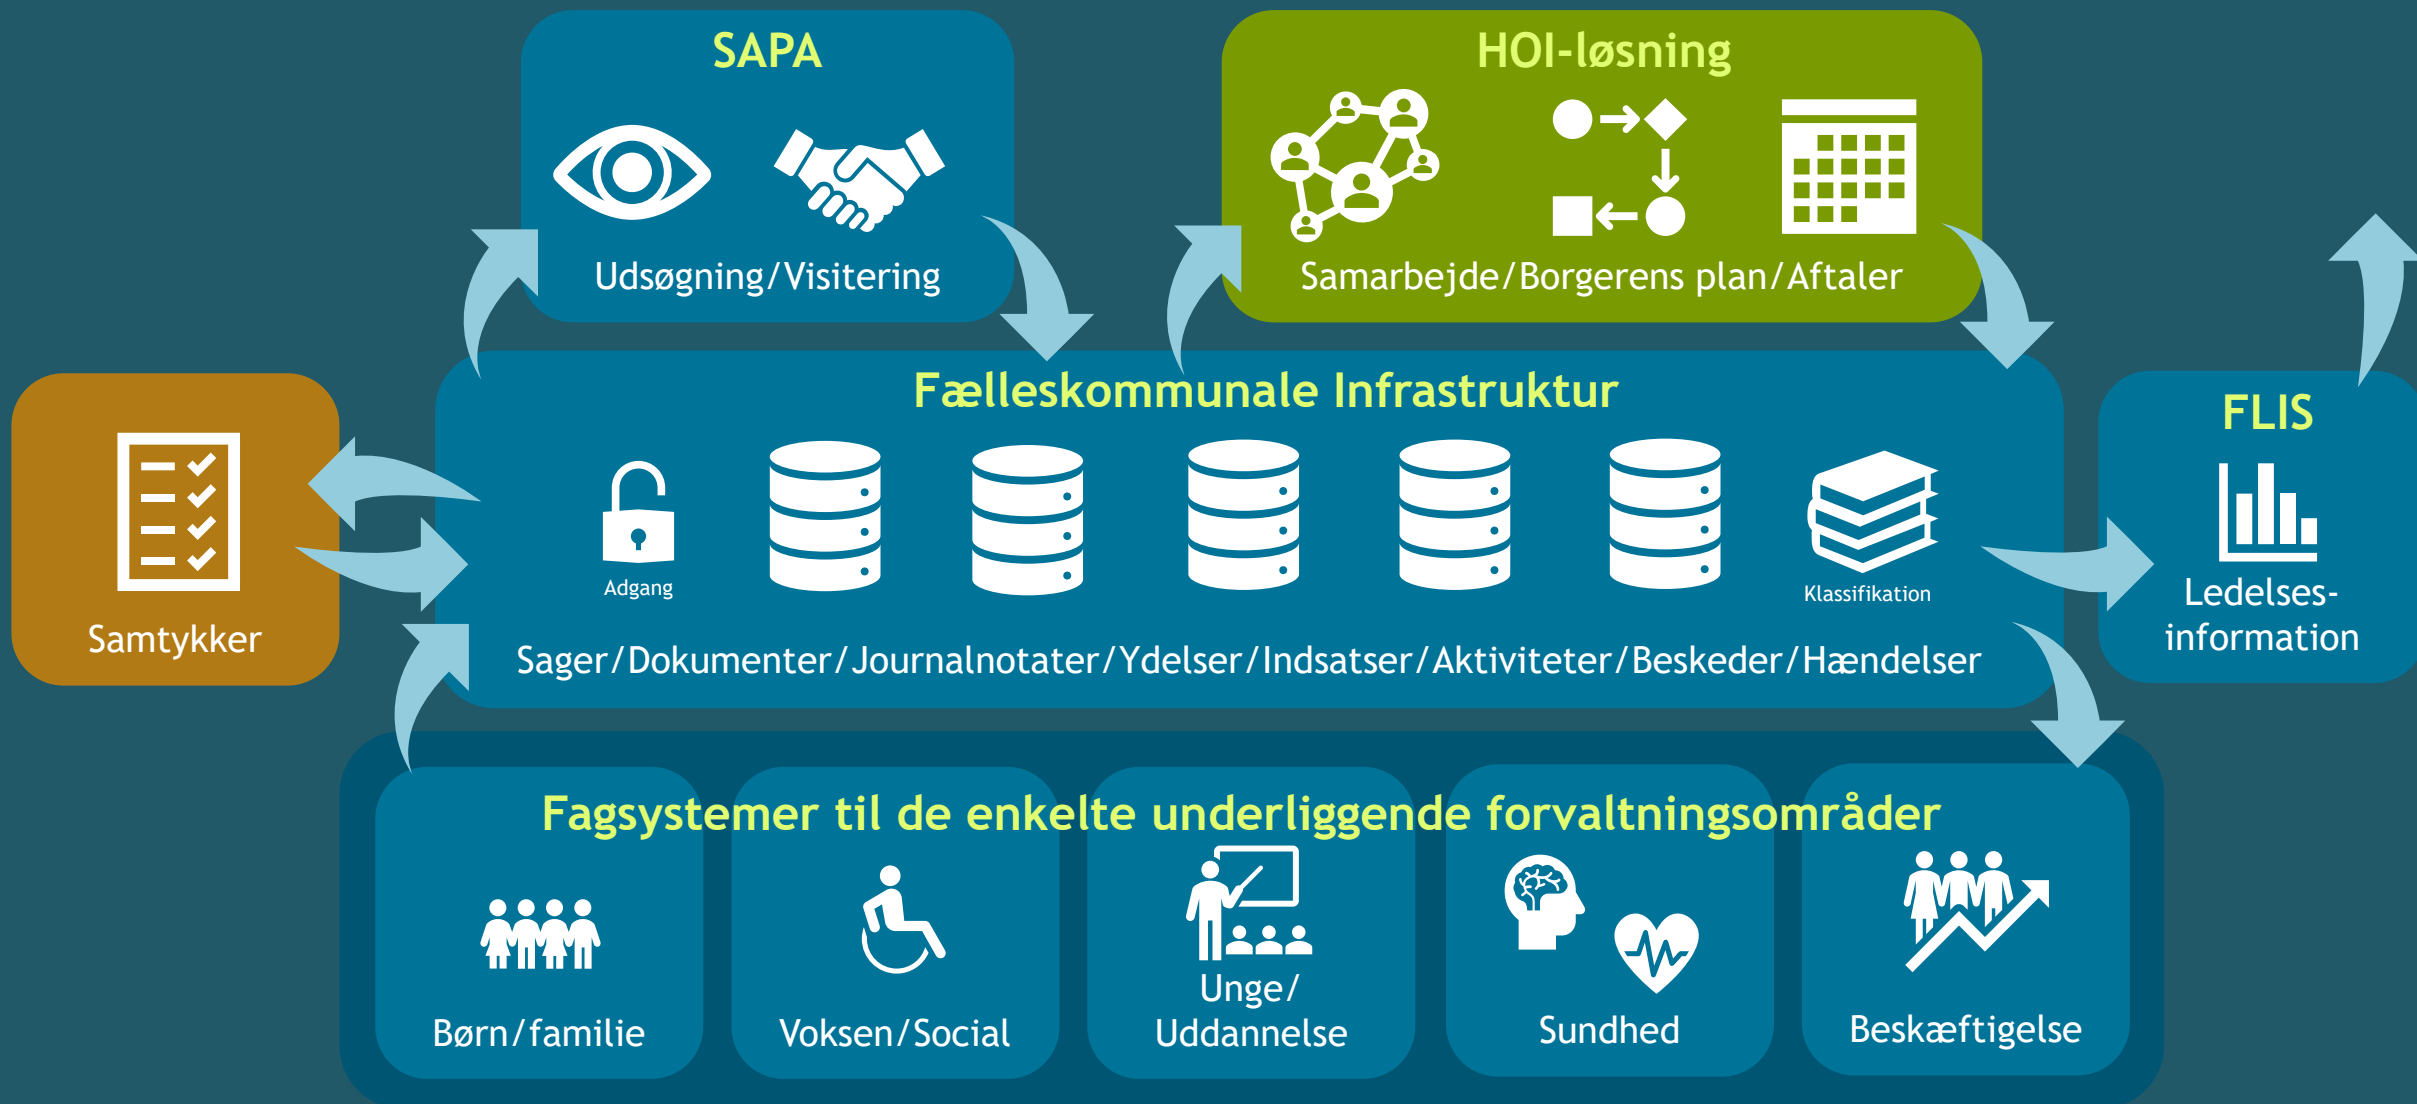 SAPA
Udsøgning/Visitering
HOI-løsning
Samarbejde/Borgerens plan/Aftaler
Samtykker
Fælleskommunale Infrastruktur
Adgang
Klassifikation
Sager/Dokumenter/Journalnotater/Ydelser/Indsatser/Aktiviteter/Beskeder/Hændelser
FLIS
Ledelses-
information
Fagsystemer til de enkelte underliggende forvaltningsområder
Børn/familie
Voksen/Social
Unge/
Uddannelse
Sundhed
Beskæftigelse